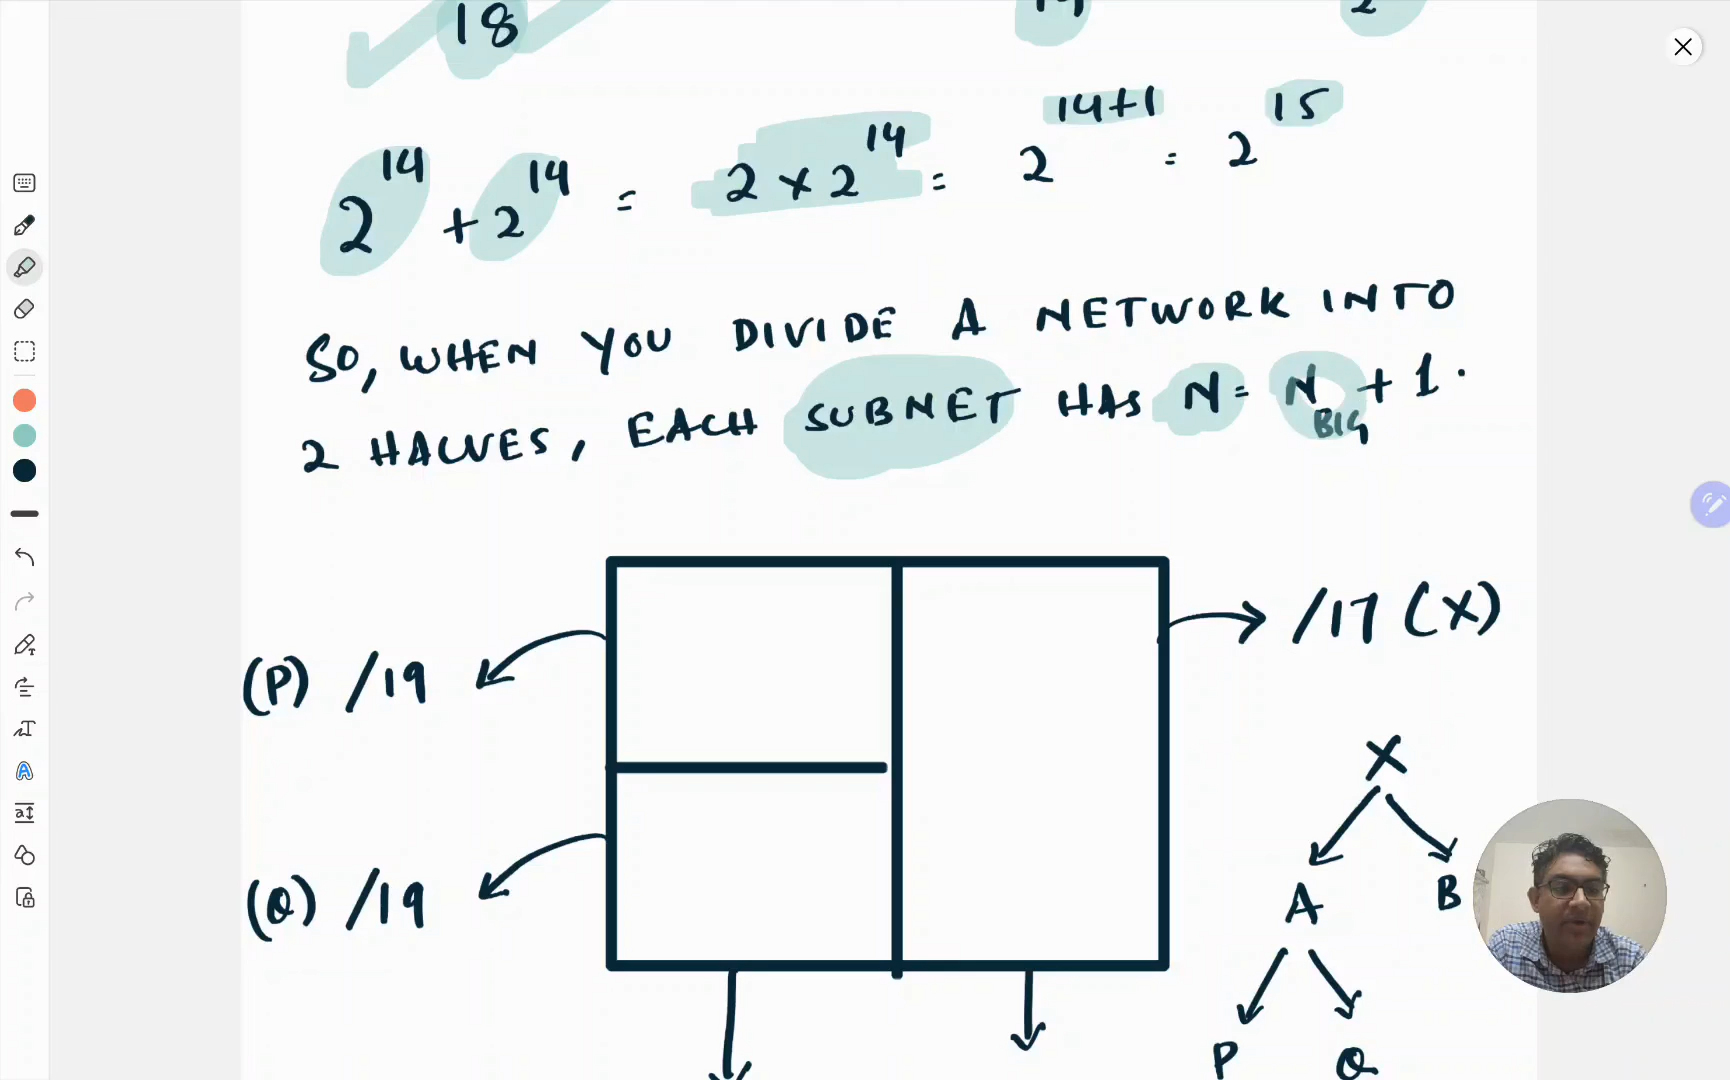 18
2^14 + 2^14 = 2 × 2^14 = 2^14+1 = 2^15
SO, WHEN YOU DIVIDE A NETWORK INTO
2 HALVES, EACH SUBNET HAS N = N_BIG + 1.
/17 (X)
(P) /19
X
(Q) /19
A B
P Q